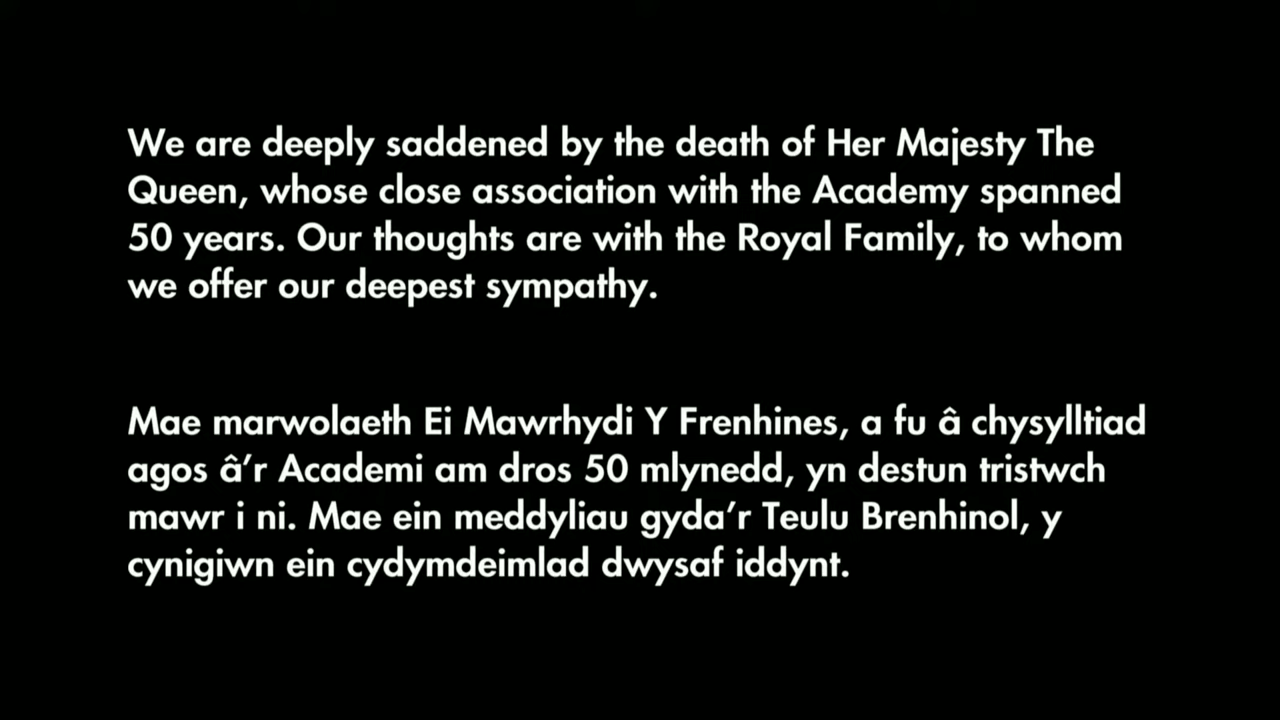 We are deeply saddened by the death of Her Majesty The
Queen, whose close association with the Academy spanned
50 years. Our thoughts are with the Royal Family, to whom
we offer our deepest sympathy.
Mae marwolaeth Ei Mawrhydi Y Frenhines, a fu â chysylltiad
agos â’r Academi am dros 50 mlynedd, yn destun tristwch
mawr i ni. Mae ein meddyliau gyda’r Teulu Brenhinol, y
cynigiwn ein cydymdeimlad dwysaf iddynt.